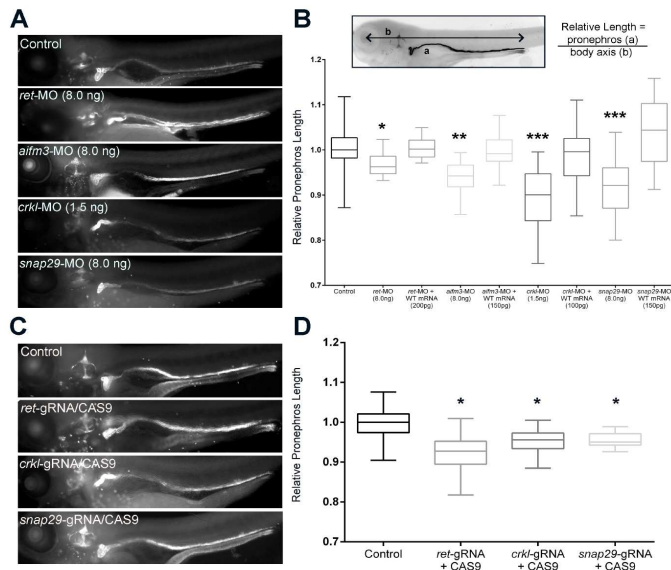 A
Control
ret-MO (8.0 ng)
aifm3-MO (8.0 ng)
crkl-MO (1.5 ng)
snap29-MO (8.0 ng)
B
b
a
Relative Length =
pronephros (a)
body axis (b)
Relative Pronephros Length
1.2
1.1
1.0
0.9
0.8
0.7
*
**
***
***
Control
ret-MO
(8.0ng)
ret-MO +
WT mRNA
(200pg)
aifm3-MO
(8.0ng)
aifm3-MO +
WT mRNA
(150pg)
crkl-MO
(1.5ng)
crkl-MO +
WT mRNA
(100pg)
snap29-MO
(8.0ng)
snap29-MO
WT mRNA
(150pg)
C
Control
ret-gRNA/CAS9
crkl-gRNA/CAS9
snap29-gRNA/CAS9
D
Relative Pronephros Length
1.2
1.1
1.0
0.9
0.8
0.7
*
*
*
Control
ret-gRNA
+ CAS9
crkl-gRNA
+ CAS9
snap29-gRNA
+ CAS9